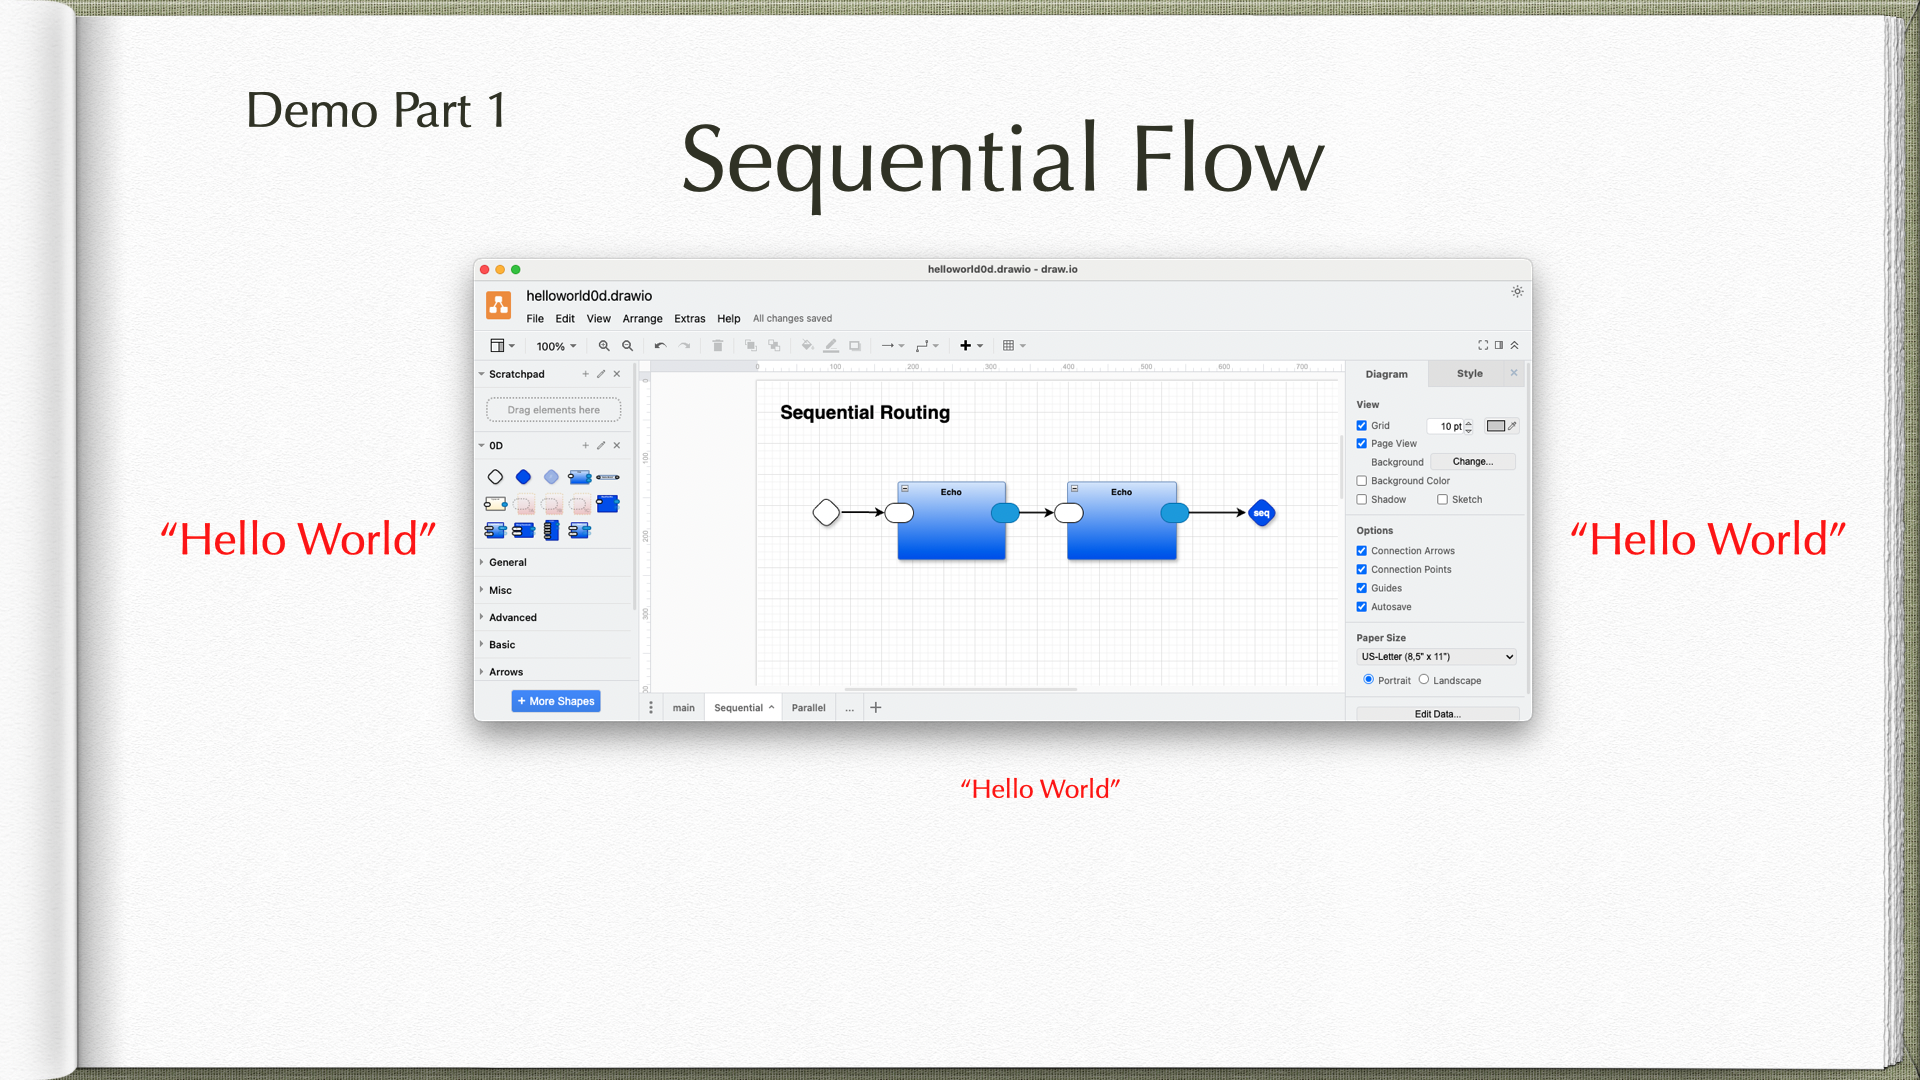 Demo Part 1
Sequential Flow
helloworld0d.drawio - draw.io
helloworld0d.drawio
File Edit View Arrange Extras Help All changes saved
100%
Scratchpad
Drag elements here
0D
General
Misc
Advanced
Basic
Arrows
+ More Shapes
0 100 200 300 400 500 600 700
0
100
200
300
Sequential Routing
Echo
Echo
seq
main Sequential Parallel ...
Diagram Style
View
Grid 10 pt
Page View
Background Change...
Background Color
Shadow Sketch
Options
Connection Arrows
Connection Points
Guides
Autosave
Paper Size
US-Letter (8,5" x 11")
Portrait Landscape
Edit Data...
“Hello World”
“Hello World”
“Hello World”